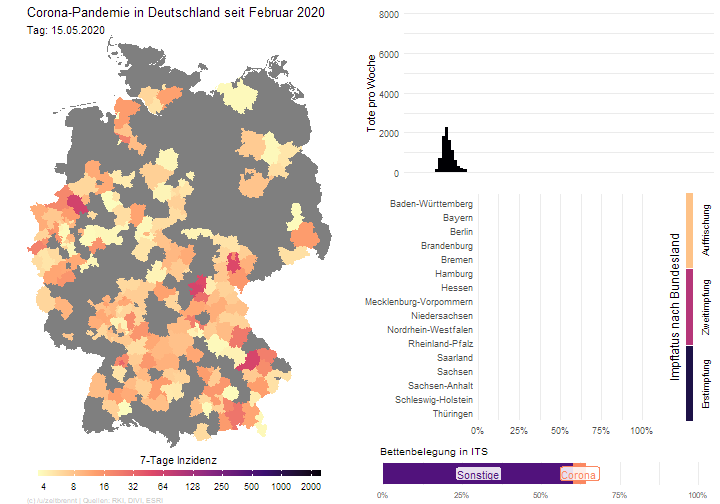 Corona-Pandemie in Deutschland seit Februar 2020
Tag: 15.05.2020
7-Tage Inzidenz
4 8 16 32 64 128 256 500 1000 2000
(c) /u/zeitbrennt | Quellen: RKI, DIVI, ESRI
Tote pro Woche
8000
6000
4000
2000
0
Baden-Württemberg
Bayern
Berlin
Brandenburg
Bremen
Hamburg
Hessen
Mecklenburg-Vorpommern
Niedersachsen
Nordrhein-Westfalen
Rheinland-Pfalz
Saarland
Sachsen
Sachsen-Anhalt
Schleswig-Holstein
Thüringen
0% 25% 50% 75% 100%
Impfstatus nach Bundesland
Auffrischung
Zweitimpfung
Erstimpfung
Bettenbelegung in ITS
Sonstige Corona
0% 25% 50% 75% 100%